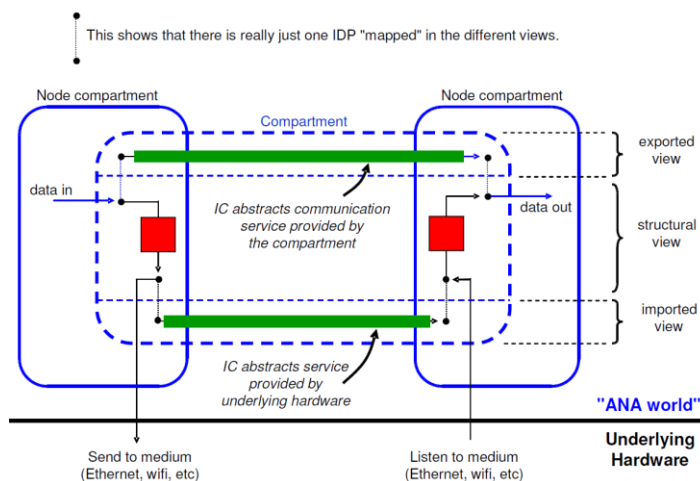 This shows that there is really just one IDP "mapped" in the different views.
Node compartment
Node compartment
Compartment
exported
view
data in
IC abstracts communication
service provided by
the compartment
data out
structural
view
imported
view
IC abstracts service
provided by
underlying hardware
"ANA world"
Underlying
Hardware
Send to medium
(Ethernet, wifi, etc)
Listen to medium
(Ethernet, wifi, etc)